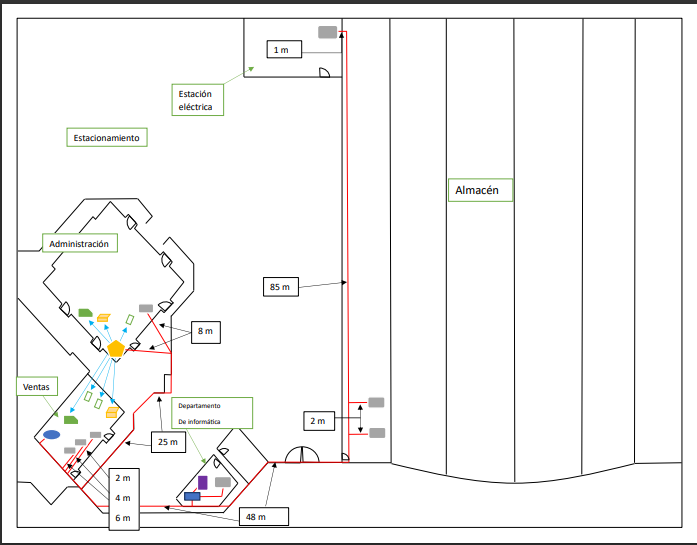 1 m
Estación
eléctrica
Estacionamiento
Almacén
Administración
85 m
8 m
Ventas
Departamento
De informática
2 m
25 m
2 m
4 m
6 m
48 m